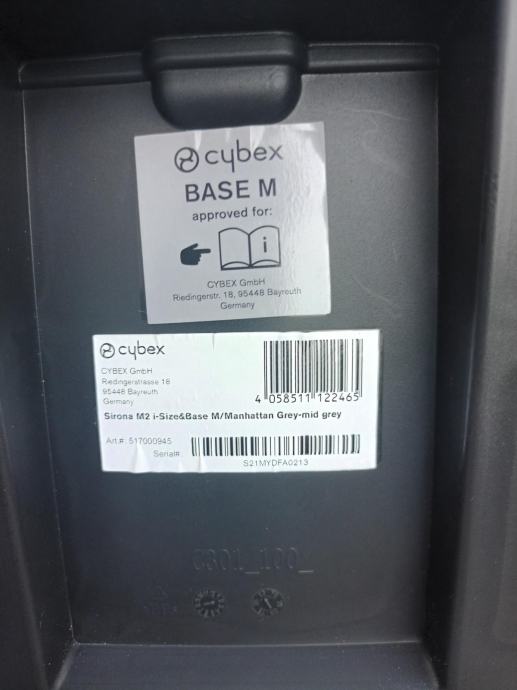 cybex
BASE M
approved for:
i
CYBEX GmbH
Riedingerstr. 18, 95448 Bayreuth
Germany
cybex
CYBEX GmbH
Riedingerstrasse 18
95448 Bayreuth
Germany
4 058511 122465
Sirona M2 i-Size&Base M/Manhattan Grey-mid grey
Art.#: 517000945
Serial#:
S21MYDFA0213